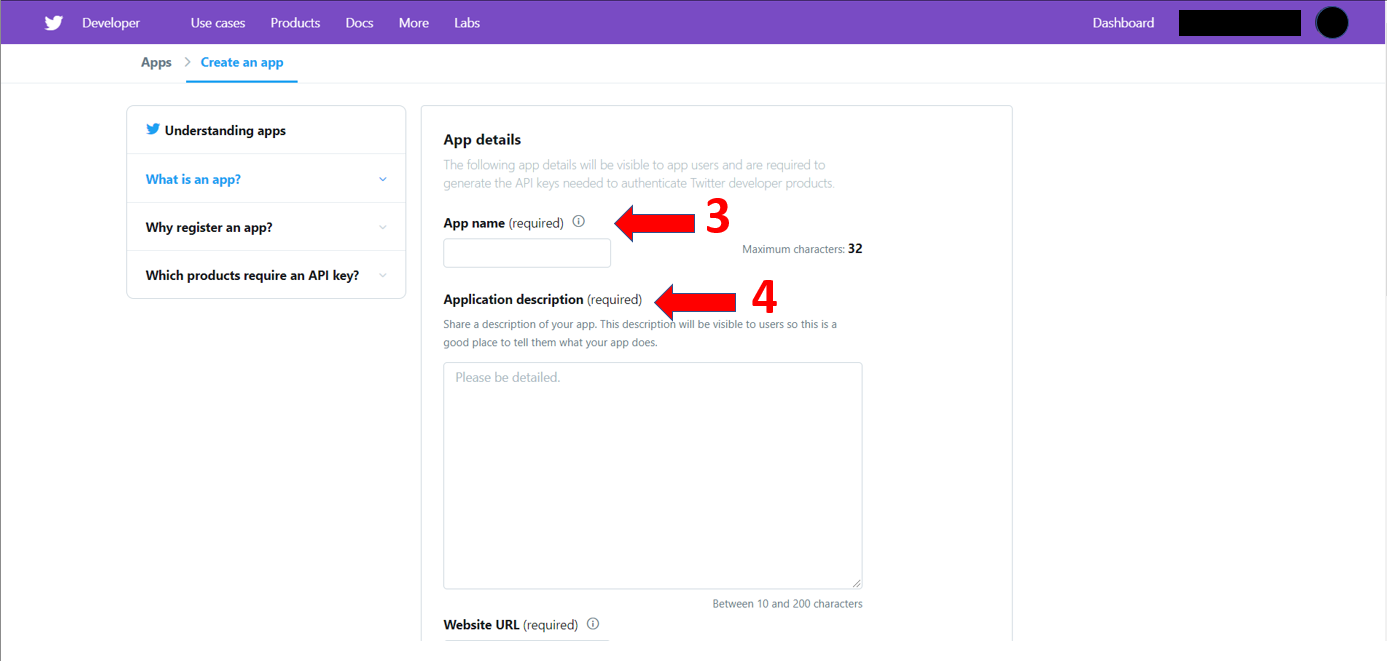 Developer Use cases Products Docs More Labs Dashboard
Apps Create an app
Understanding apps
What is an app?
Why register an app?
Which products require an API key?
App details
The following app details will be visible to app users and are required to
generate the API keys needed to authenticate Twitter developer products.
App name (required) 3
Maximum characters: 32
Application description (required) 4
Share a description of your app. This description will be visible to users so this is a
good place to tell them what your app does.
Please be detailed.
Between 10 and 200 characters
Website URL (required)